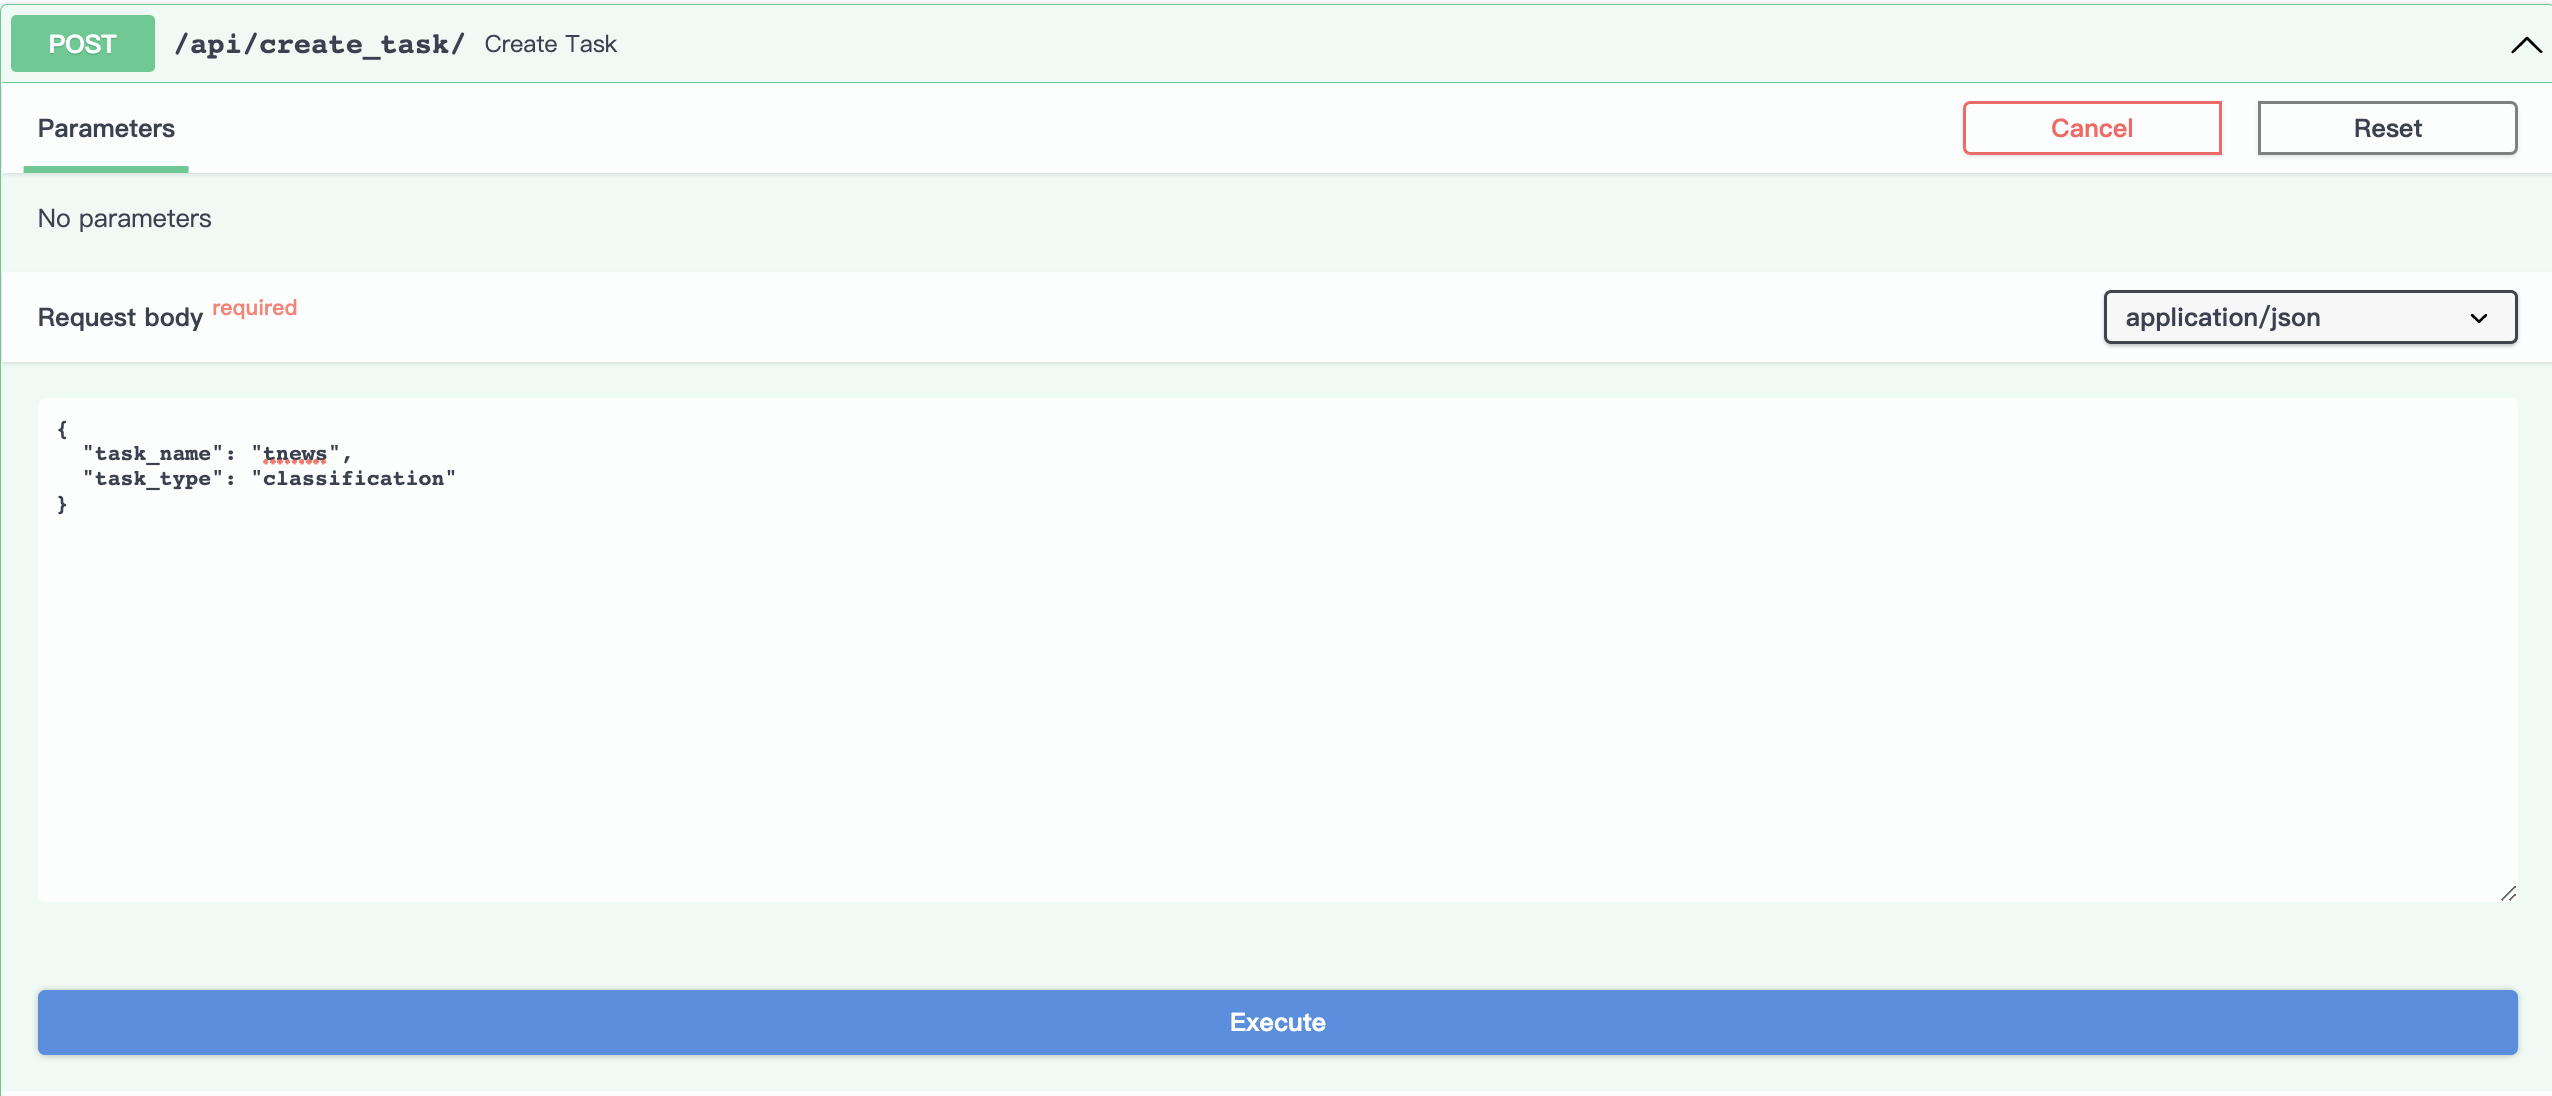 POST /api/create_task/ Create Task
Parameters
Cancel
Reset
No parameters
Request body required
application/json
{
"task_name": "tnews",
"task_type": "classification"
}
Execute